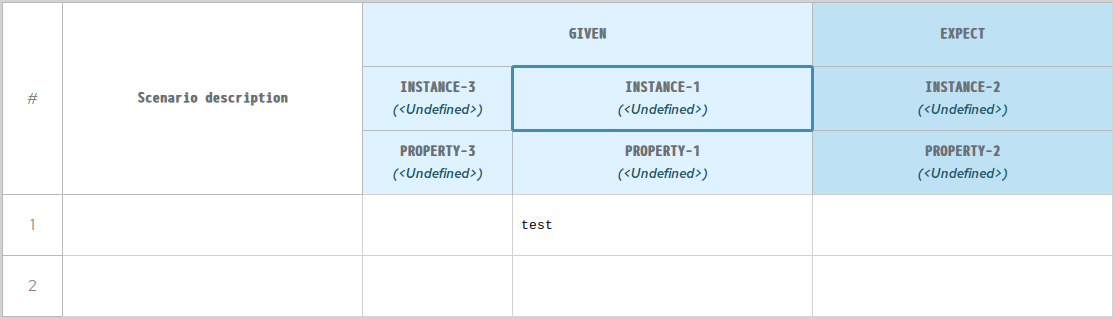 GIVEN
EXPECT
#
Scenario description
INSTANCE-3
(<Undefined>)
INSTANCE-1
(<Undefined>)
INSTANCE-2
(<Undefined>)
PROPERTY-3
(<Undefined>)
PROPERTY-1
(<Undefined>)
PROPERTY-2
(<Undefined>)
1
test
2